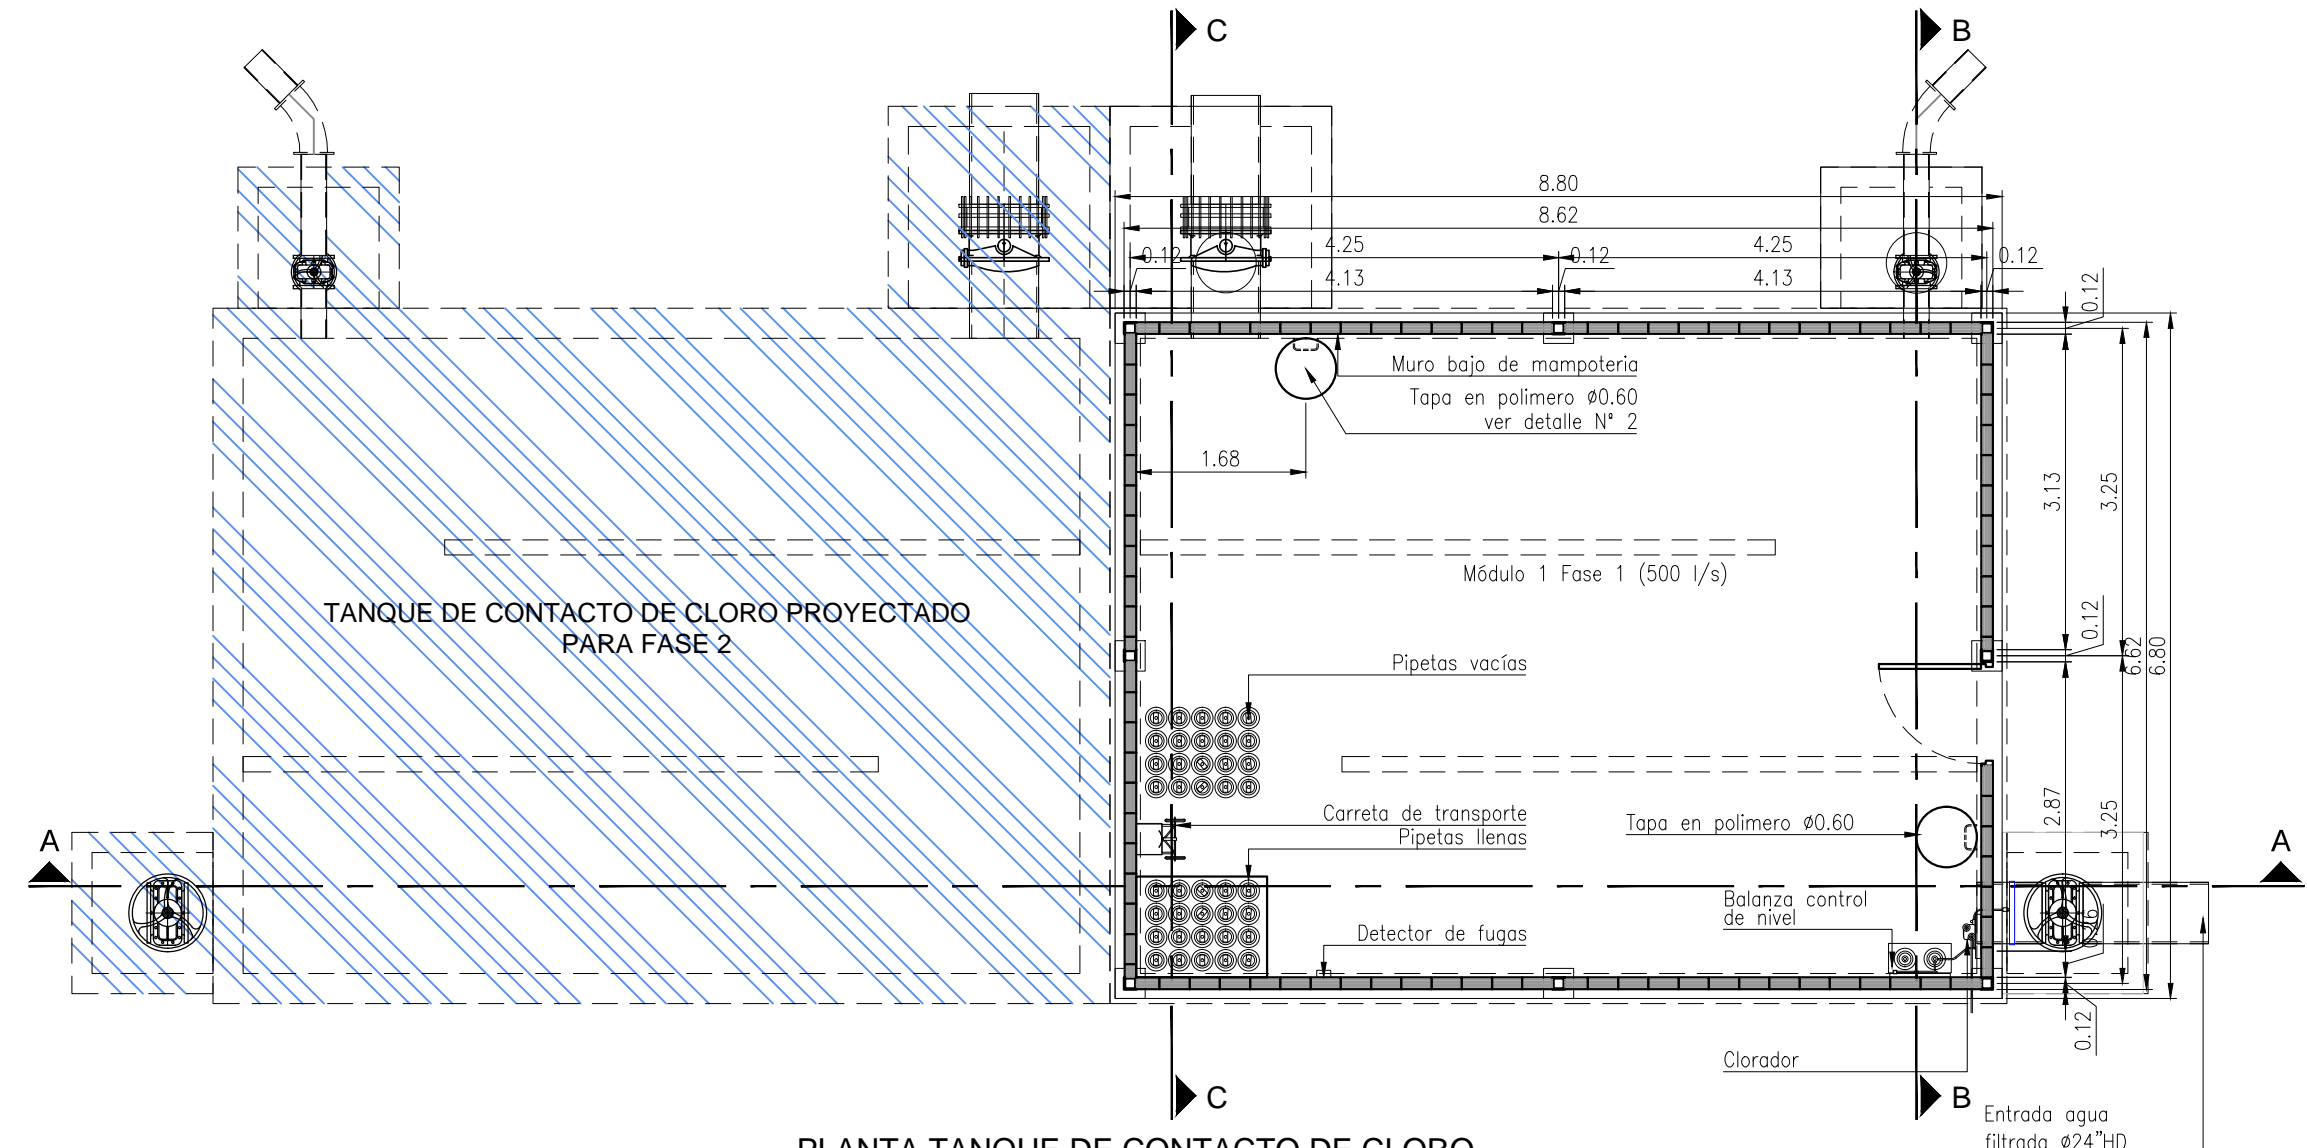 C
B
8.80
8.62
4.25
4.25
0.12
0.12
0.12
4.13
4.13
0.12
Muro bajo de mampoteria
Tapa en polimero ø0.60
ver detalle N° 2
1.68
3.13
3.25
Módulo 1 Fase 1 (500 l/s)
TANQUE DE CONTACTO DE CLORO PROYECTADO
PARA FASE 2
0.12
6.62
6.80
Pipetas vacías
Carreta de transporte
Pipetas llenas
Tapa en polimero ø0.60
2.87
3.25
A
A
Balanza control
de nivel
Detector de fugas
0.12
Clorador
C
B
Entrada agua
filtrada ø24"HD
PLANTA TANQUE DE CONTACTO DE CLORO